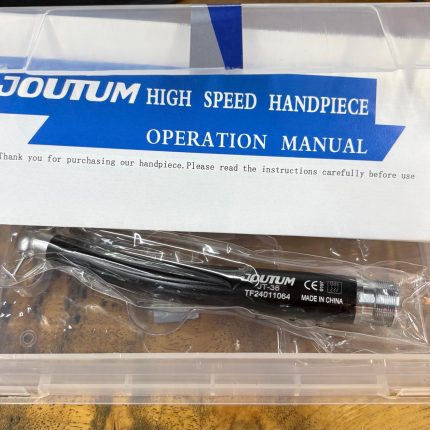 JOUTUM HIGH SPEED HANDPIECE
OPERATION MANUAL
Thank you for purchasing our handpiece.Please read the instructions carefully before use
JOUTUM
JT-38
TF24011064
CE
MADE IN CHINA